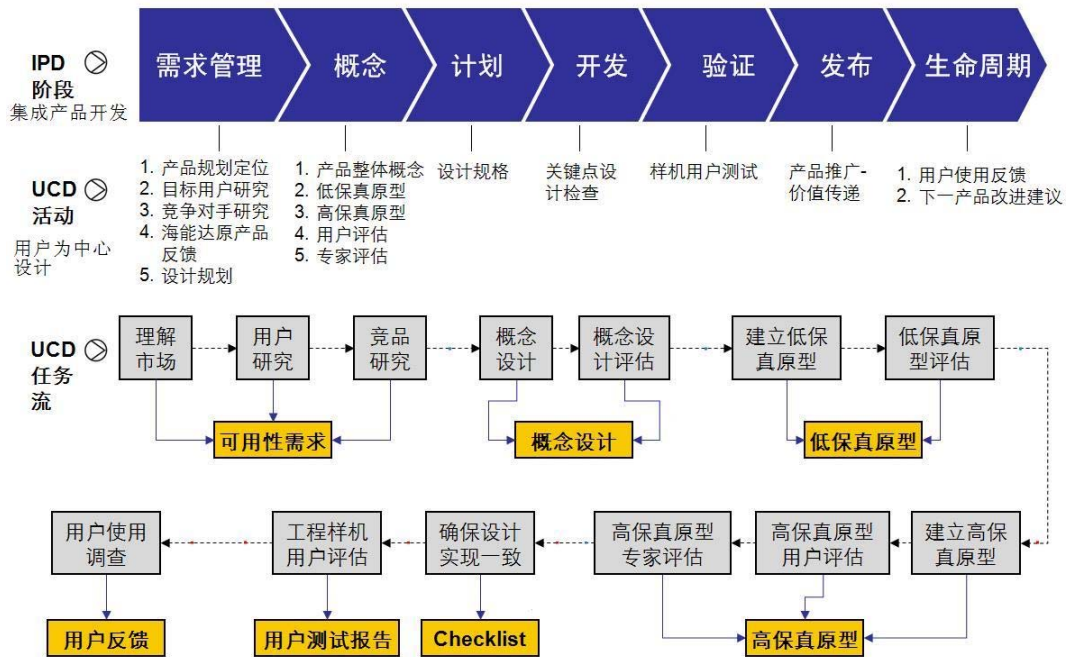 IPD
阶段
集成产品开发
需求管理
概念
计划
开发
验证
发布
生命周期
UCD
活动
用户为中心
设计
1. 产品规划定位
2. 目标用户研究
3. 竞争对手研究
4. 海能达原产品
反馈
5. 设计规划
1. 产品整体概念
2. 低保真原型
3. 高保真原型
4. 用户评估
5. 专家评估
设计规格
关键点设
计检查
样机用户测试
产品推广-
价值传递
1. 用户使用反馈
2. 下一产品改进建议
UCD
任务
流
理解
市场
用户
研究
竞品
研究
概念
设计
概念设
计评估
建立低保
真原型
低保真原
型评估
可用性需求
概念设计
低保真原型
用户使用
调查
工程样机
用户评估
确保设计
实现一致
高保真原型
专家评估
高保真原型
用户评估
建立高保
真原型
用户反馈
用户测试报告
Checklist
高保真原型